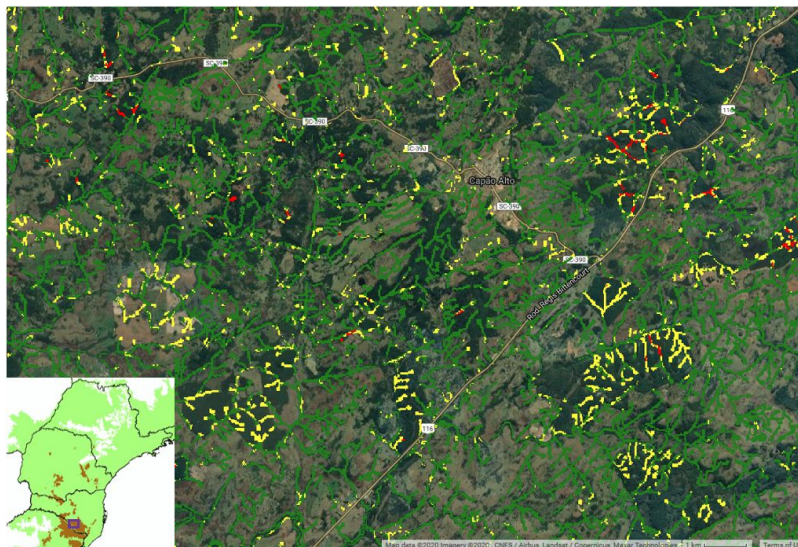 SC-390
SC-390
116
SC-390
SC-390
Capão Alto
SC-390
SC-390
Rod. Régis Bittencourt
116
Map data ©2020 Imagery ©2020 , CNES / Airbus, Landsat / Copernicus, Maxar Technologies
1 km
Terms of U